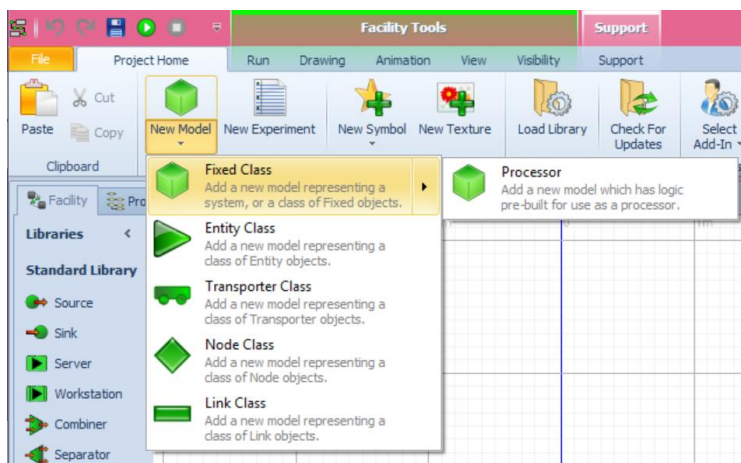 Facility Tools
Support
File
Project Home
Run
Drawing
Animation
View
Visibility
Support
Paste
Cut
Copy
Clipboard
New Model
New Experiment
New Symbol
New Texture
Load Library
Check For
Updates
Select
Add-In
Fixed Class
Add a new model representing a
system, or a class of Fixed objects.
Processor
Add a new model which has logic
pre-built for use as a processor.
Entity Class
Add a new model representing a
class of Entity objects.
Transporter Class
Add a new model representing a
class of Transporter objects.
Node Class
Add a new model representing a
class of Node objects.
Link Class
Add a new model representing a
class of Link objects.
Facility
Pro
Libraries
Standard Library
Source
Sink
Server
Workstation
Combiner
Separator